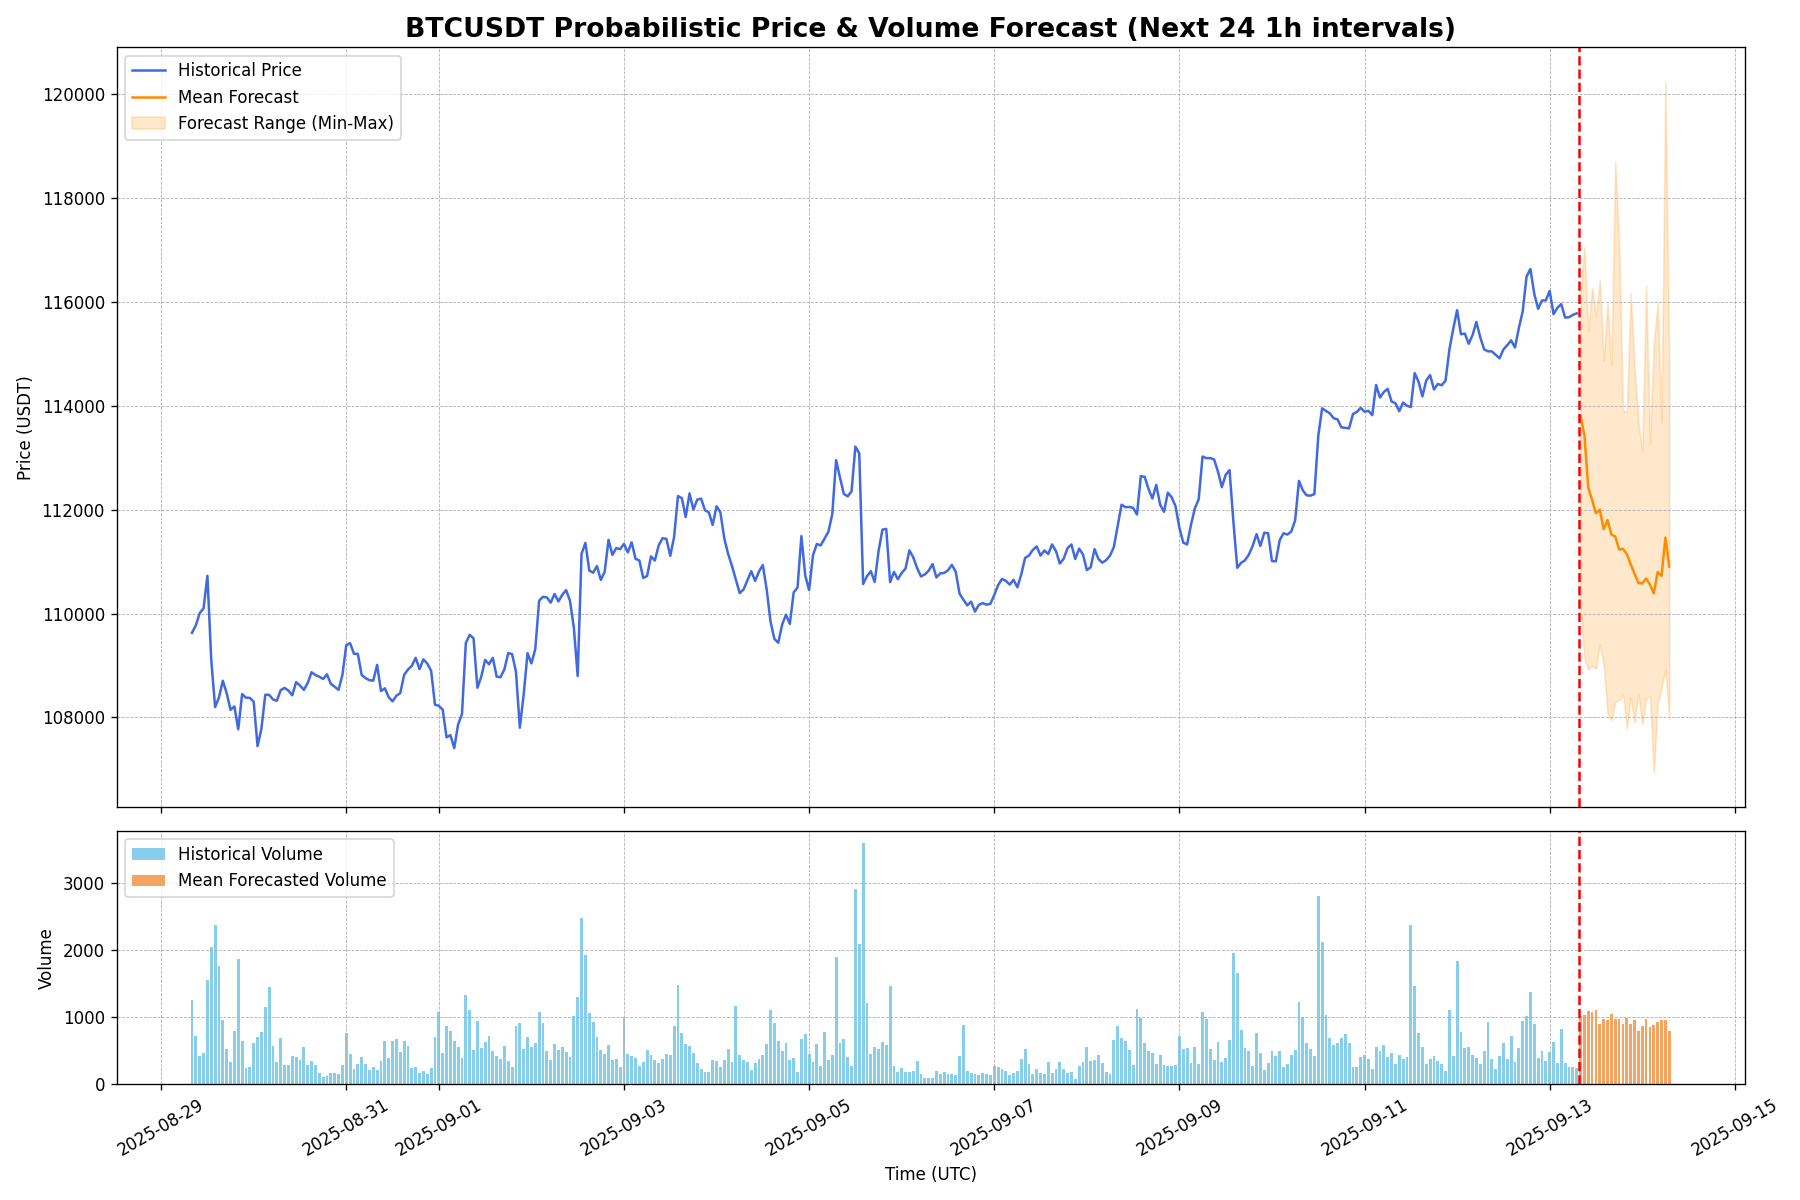 BTCUSDT Probabilistic Price & Volume Forecast (Next 24 1h intervals)
Historical Price
Mean Forecast
Forecast Range (Min-Max)
120000
118000
116000
114000
112000
110000
108000
Price (USDT)
Historical Volume
Mean Forecasted Volume
3000
2000
1000
0
Volume
2025-08-29
2025-08-31
2025-09-01
2025-09-03
2025-09-05
2025-09-07
2025-09-09
2025-09-11
2025-09-13
2025-09-15
Time (UTC)